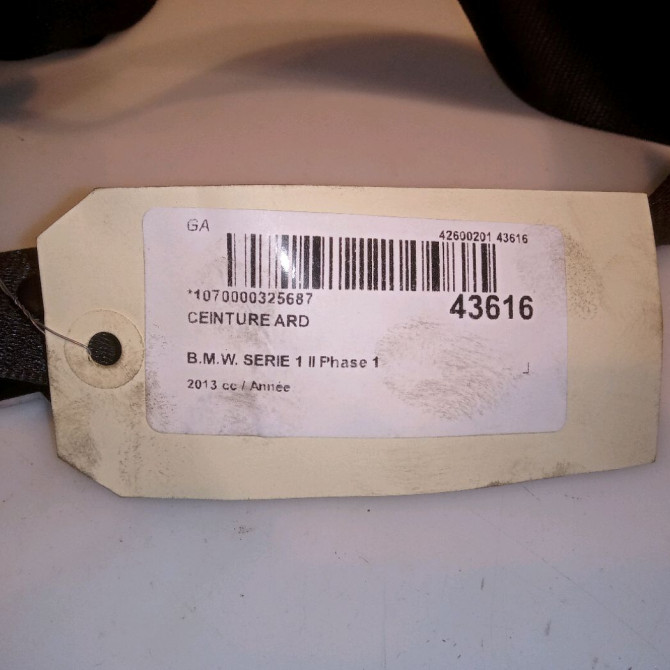 GA
42600201 43616
*1070000325687
43616
CEINTURE ARD
B.M.W. SERIE 1 II Phase 1
2013 cc / Année